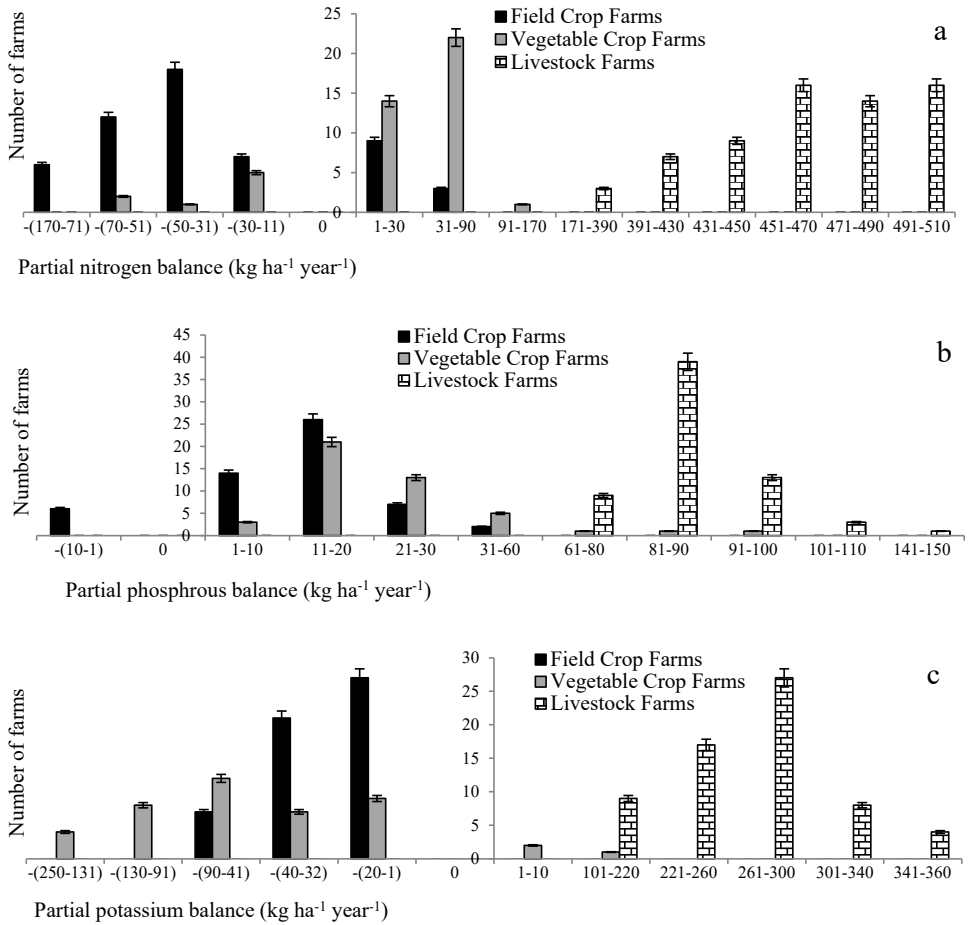 Number of farms
25
20
15
10
5
0
Field Crop Farms
Vegetable Crop Farms
Livestock Farms
a
-(170-71) -(70-51) -(50-31) -(30-11) 0 1-30 31-90 91-170 171-390 391-430 431-450 451-470 471-490 491-510
Partial nitrogen balance (kg ha-1 year-1)
Number of farms
45
40
35
30
25
20
15
10
5
0
Field Crop Farms
Vegetable Crop Farms
Livestock Farms
b
-(10-1) 0 1-10 11-20 21-30 31-60 61-80 81-90 91-100 101-110 141-150
Partial phosphrous balance (kg ha-1 year-1)
Number of farms
30
25
20
15
10
5
0
Field Crop Farms
Vegetable Crop Farms
Livestock Farms
c
-(250-131) -(130-91) -(90-41) -(40-32) -(20-1) 0 1-10 101-220 221-260 261-300 301-340 341-360
Partial potassium balance (kg ha-1 year-1)